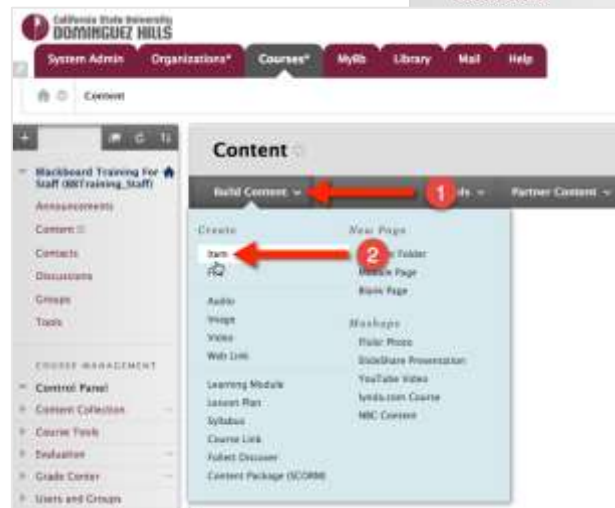 California State University
DOMINGUEZ HILLS
System Admin Organizations* Courses* MyBb Library Mail Help
Content
Content
Blackboard Training For
Staff (BBTraining_Staff)
Announcements
Content
Contacts
Discussions
Groups
Tools
COURSE MANAGEMENT
Control Panel
Content Collection
Course Tools
Evaluation
Grade Center
Users and Groups
Build Content 1 Partner Content
Create
Item 2
Audio
Image
Video
Web Link
Learning Module
Lesson Plan
Syllabus
Course Link
Follett Discover
Content Package (SCORM)
New Page
Folder
Module Page
Blank Page
Mashups
Flickr Photo
SlideShare Presentation
YouTube Video
lynda.com Course
NBC Content